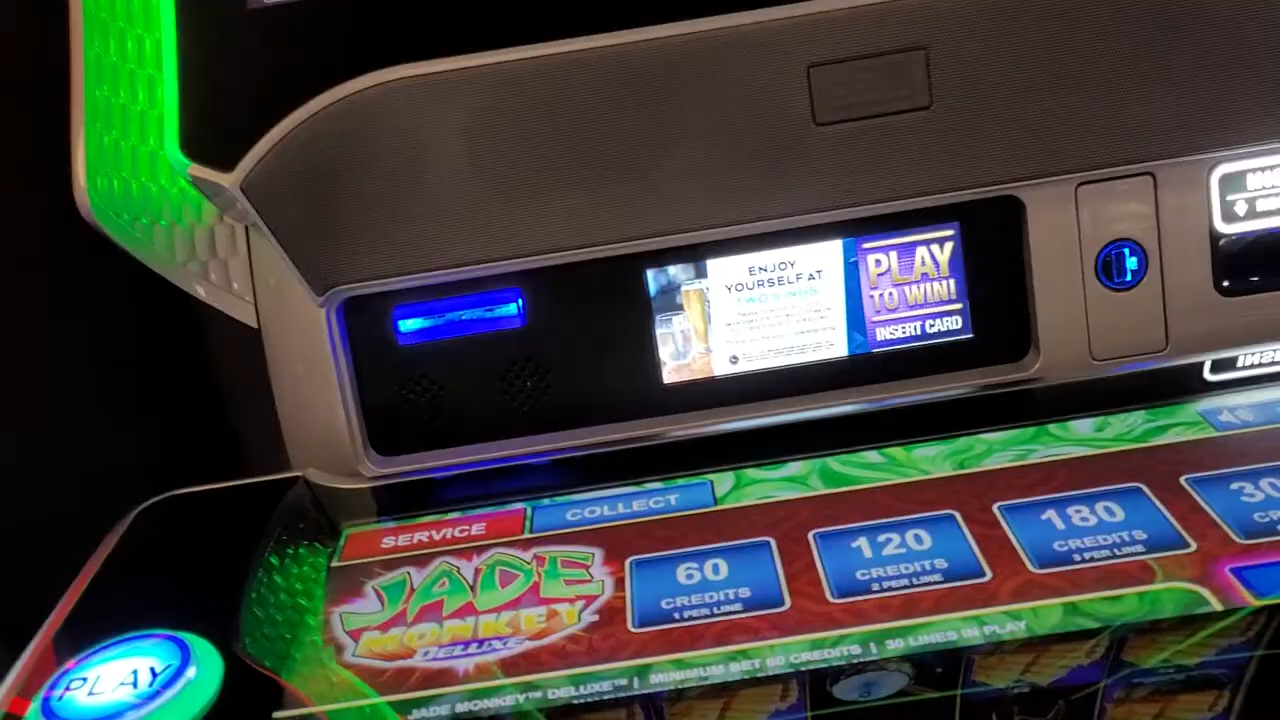 ENJOY
YOURSELF AT
PLAY
TO WIN!
INSERT CARD
SERVICE
COLLECT
JADE
MONKEY
DELUXE
60
CREDITS
1 PER LINE
120
CREDITS
2 PER LINE
180
CREDITS
3 PER LINE
JADE MONKEY™ DELUXE™ | MINIMUM BET 60 CREDITS | 30 LINES IN PLAY
PLAY